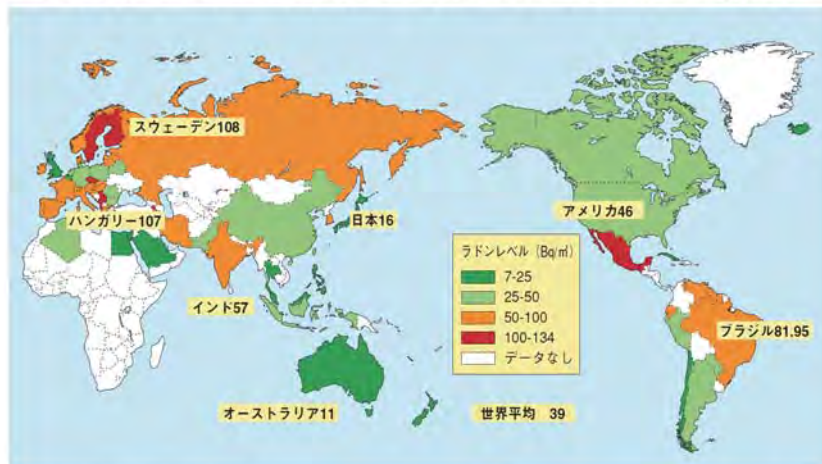 スウェーデン108
ハンガリー107
日本16
アメリカ46
ラドンレベル (Bq/㎥)
7-25
25-50
50-100
100-134
データなし
インド57
ブラジル81.95
オーストラリア11
世界平均 39